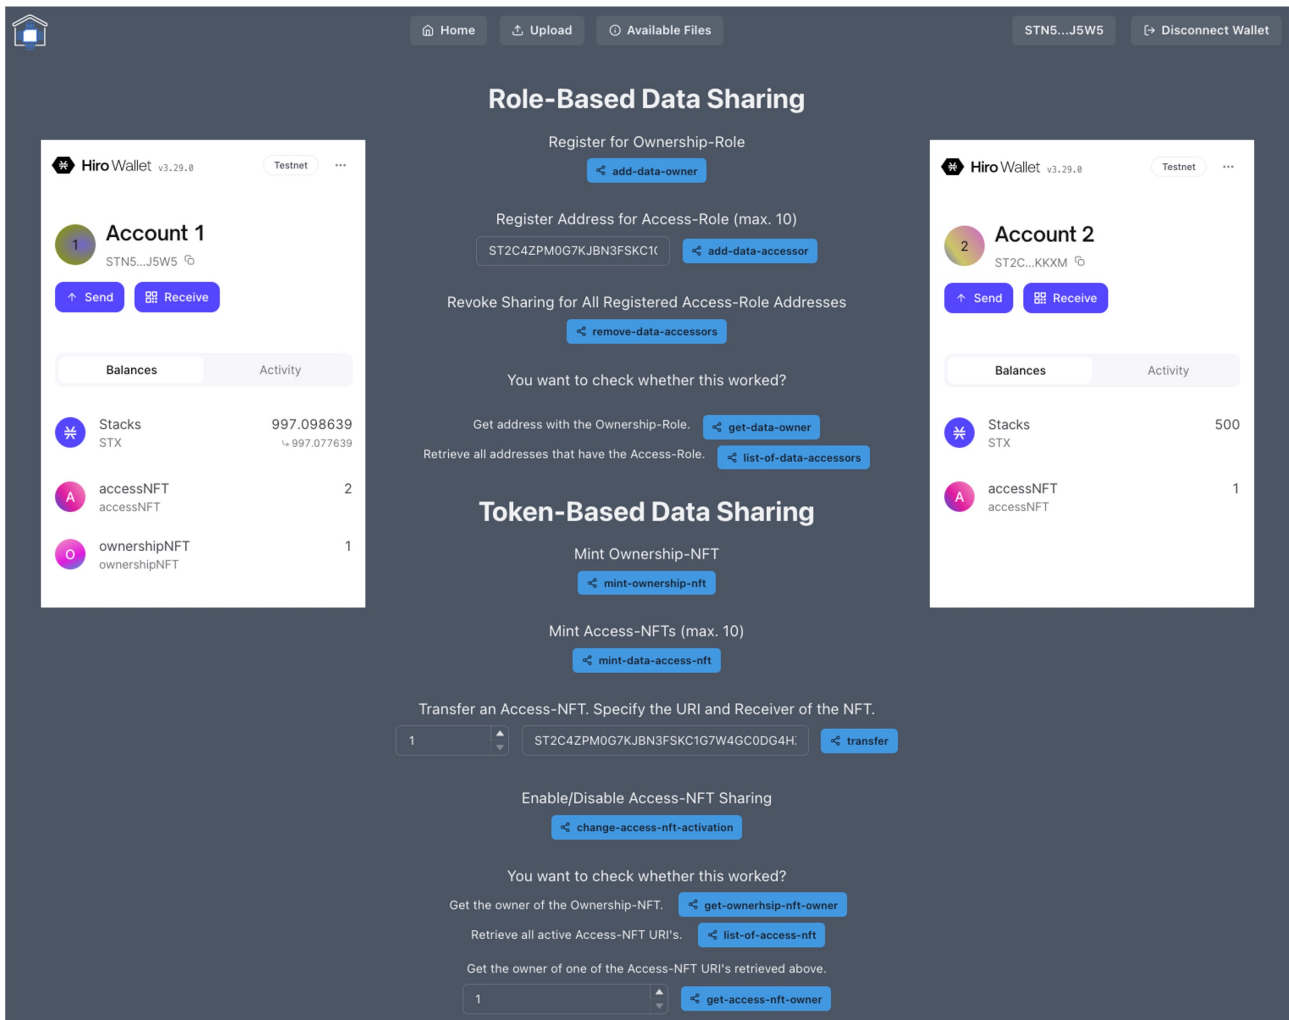 Home
Upload
Available Files
STN5...J5W5
Disconnect Wallet
Role-Based Data Sharing
Register for Ownership-Role
add-data-owner
Register Address for Access-Role (max. 10)
ST2C4ZPM0G7KJBN3FSKC1
add-data-accessor
Revoke Sharing for All Registered Access-Role Addresses
remove-data-accessors
You want to check whether this worked?
Get address with the Ownership-Role.
get-data-owner
Retrieve all addresses that have the Access-Role.
list-of-data-accessors
Token-Based Data Sharing
Mint Ownership-NFT
mint-ownership-nft
Mint Access-NFTs (max. 10)
mint-data-access-nft
Transfer an Access-NFT. Specify the URI and Receiver of the NFT.
1
ST2C4ZPM0G7KJBN3FSKC1G7W4GC0DG4H
transfer
Enable/Disable Access-NFT Sharing
change-access-nft-activation
You want to check whether this worked?
Get the owner of the Ownership-NFT.
get-ownerhsip-nft-owner
Retrieve all active Access-NFT URI's.
list-of-access-nft
Get the owner of one of the Access-NFT URI's retrieved above.
1
get-access-nft-owner
Hiro Wallet v3.29.0
Testnet
1
Account 1
STN5...J5W5
Send
Receive
Balances
Activity
Stacks
997.098639
STX
↳ 997.077639
A
accessNFT
2
accessNFT
O
ownershipNFT
1
ownershipNFT
Hiro Wallet v3.29.0
Testnet
2
Account 2
ST2C...KKXM
Send
Receive
Balances
Activity
Stacks
500
STX
A
accessNFT
1
accessNFT